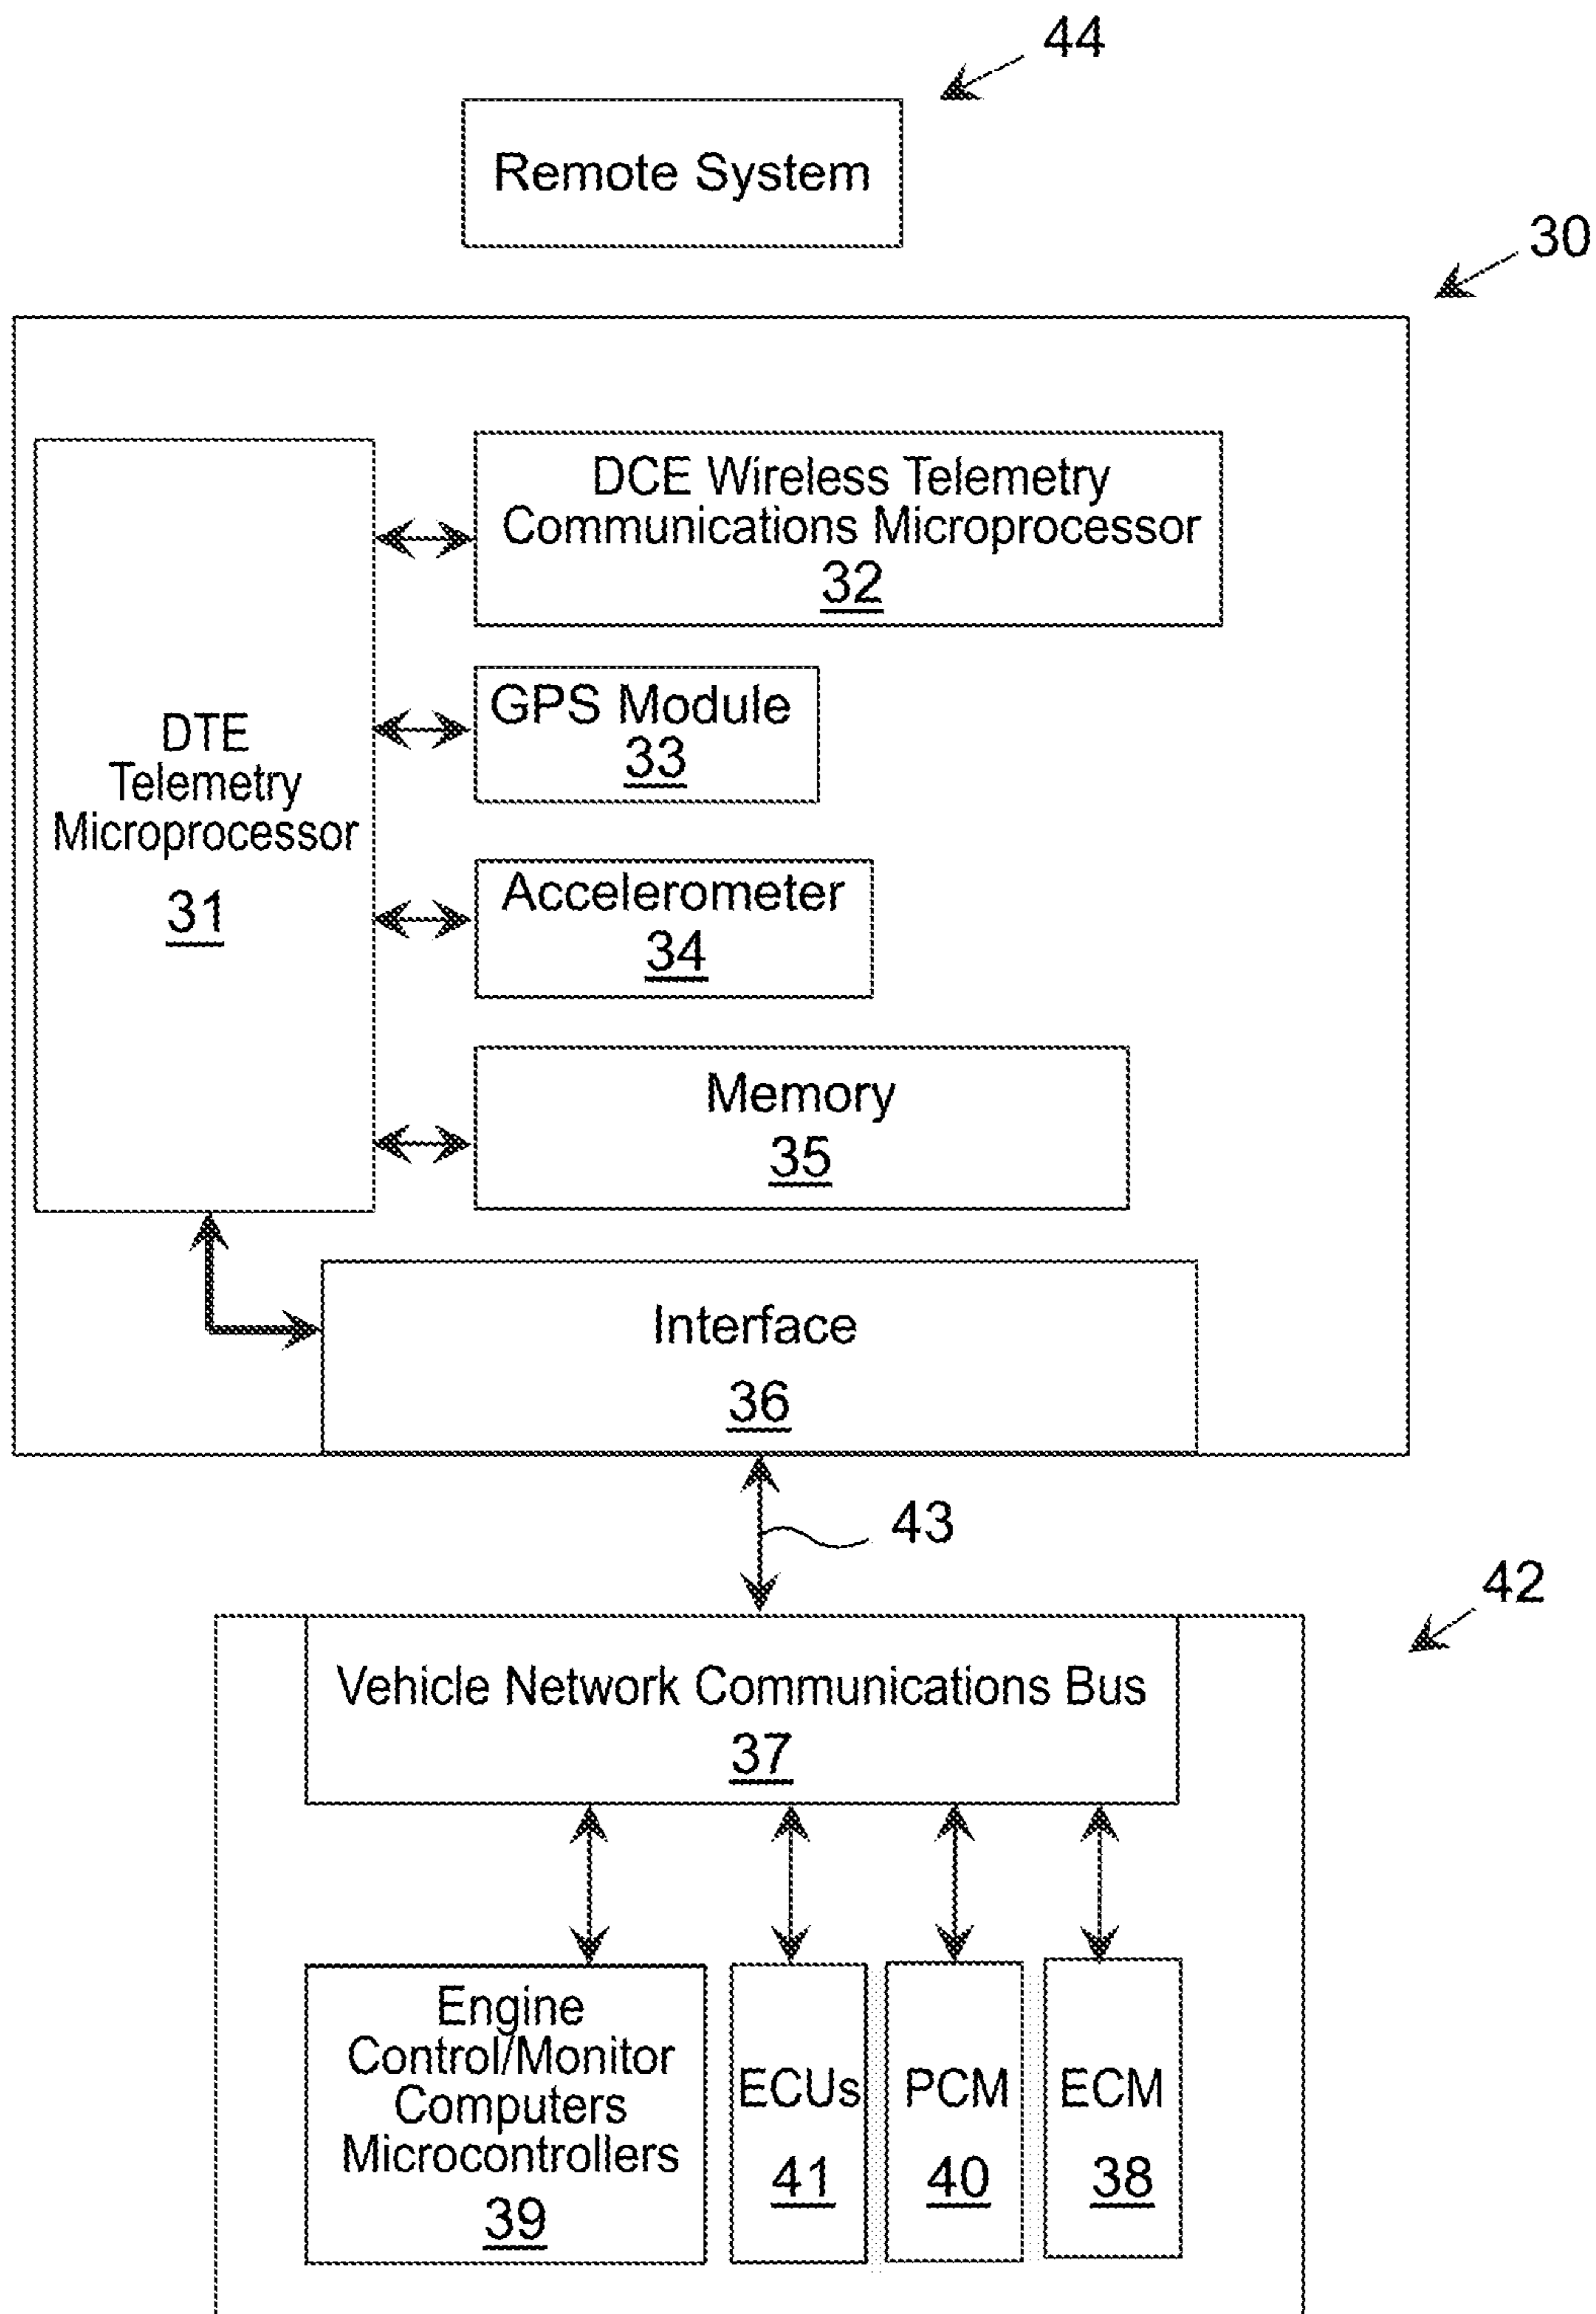 44
Remote System
30
DCE Wireless Telemetry
Communications Microprocessor
32
GPS Module
33
DTE
Telemetry
Microprocessor
31
Accelerometer
34
Memory
35
Interface
36
43
42
Vehicle Network Communications Bus
37
Engine
Control/Monitor
Computers
Microcontrollers
39
ECUs
41
PCM
40
ECM
38